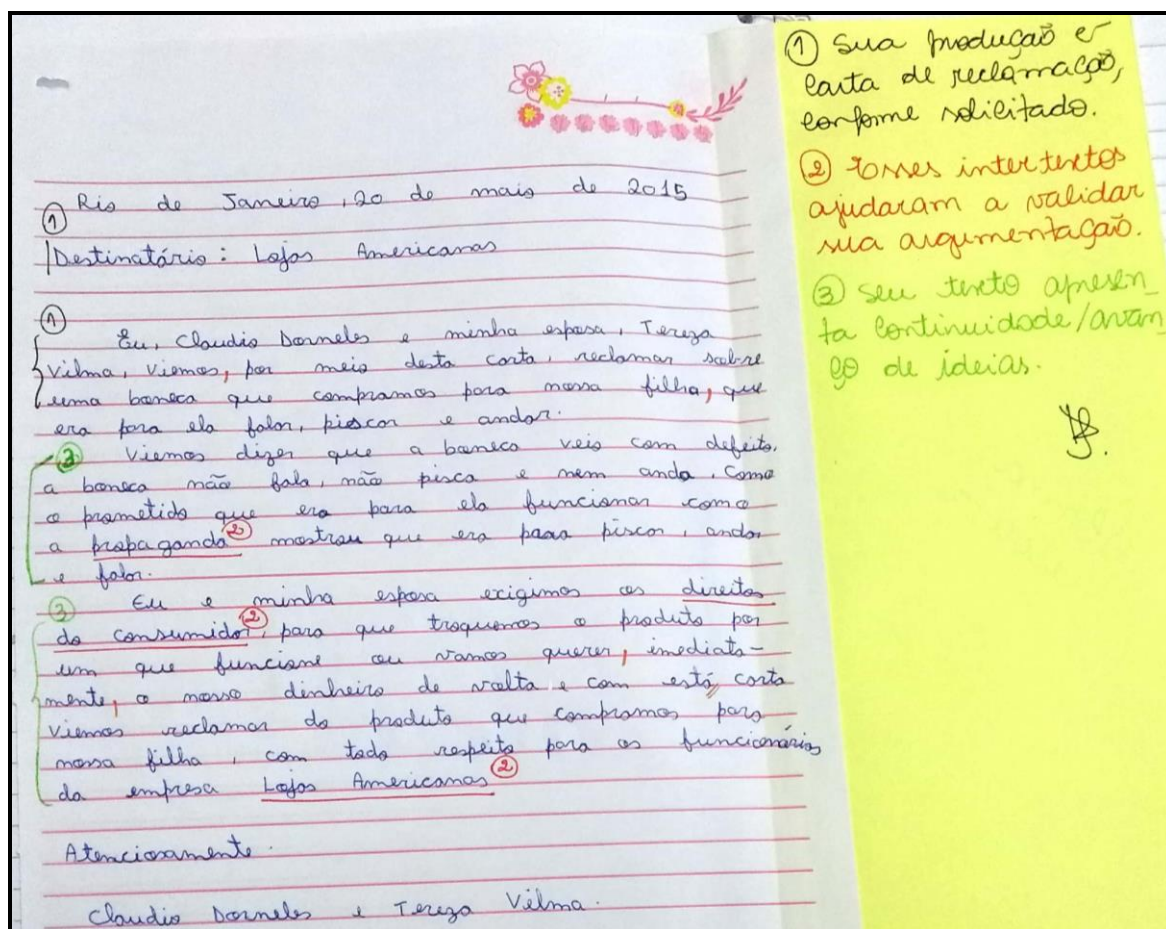 Rio de Janeiro, 20 de maio de 2015
①
Destinatário: Lojas Americanas
①
Eu, Claudio Dorneles e minha esposa, Tereza
Vilma, viemos, por meio desta carta, reclamar sobre
uma boneca que compramos para nossa filha, que
era para ela falar, piscar e andar.
③ Viemos dizer que a boneca veio com defeito,
a boneca não fala, não pisca e nem anda. Como
o prometido que era para ela funcionar como
a propaganda ② mostrou que era para piscar, andar
e falar.
③ Eu e minha esposa exigimos os direitos
do consumidor ②, para que troquemos o produto por
um que funcione ou vamos querer, imediata-
mente, o nosso dinheiro de volta e com está carta
viemos reclamar do produto que compramos para
nossa filha, com todo respeito para os funcionários
da empresa Lojas Americanas ②
Atenciosamente.
Claudio Dorneles e Tereza Vilma.
① Sua produção é
carta de reclamação,
conforme solicitado.
② Esses intertextos
ajudaram a validar
sua argumentação.
③ Seu texto apresen-
ta continuidade/avan-
ço de ideias.